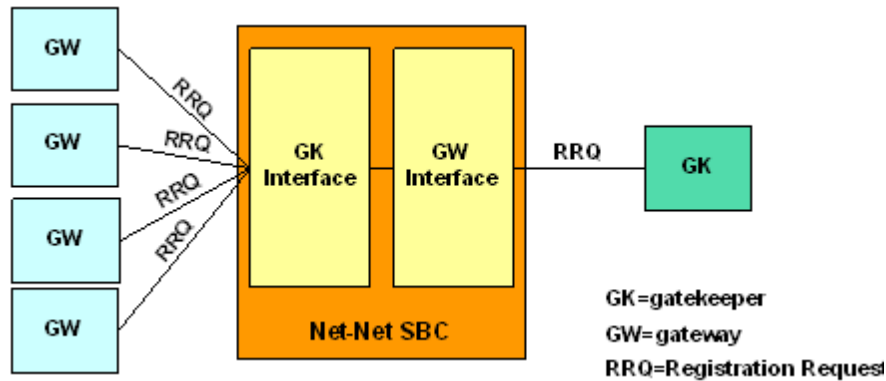 GW
GW
GW
GW
RRQ
RRQ
RRQ
RRQ
GK
Interface
GW
Interface
Net-Net SBC
RRQ
GK
GK=gatekeeper
GW=gateway
RRQ=Registration Request